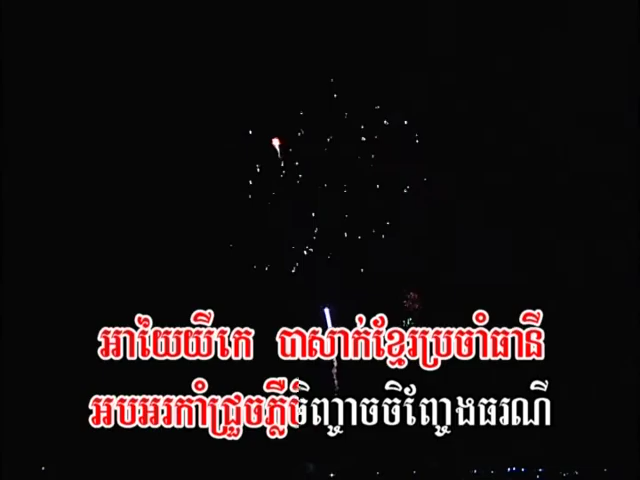 អាយៃយីកេ បាសាក់ខ្មែរប្រចាំធានី
អបអរកាំជ្រួចភ្លឺចិញ្ចាចចិញ្ចែងធរណី